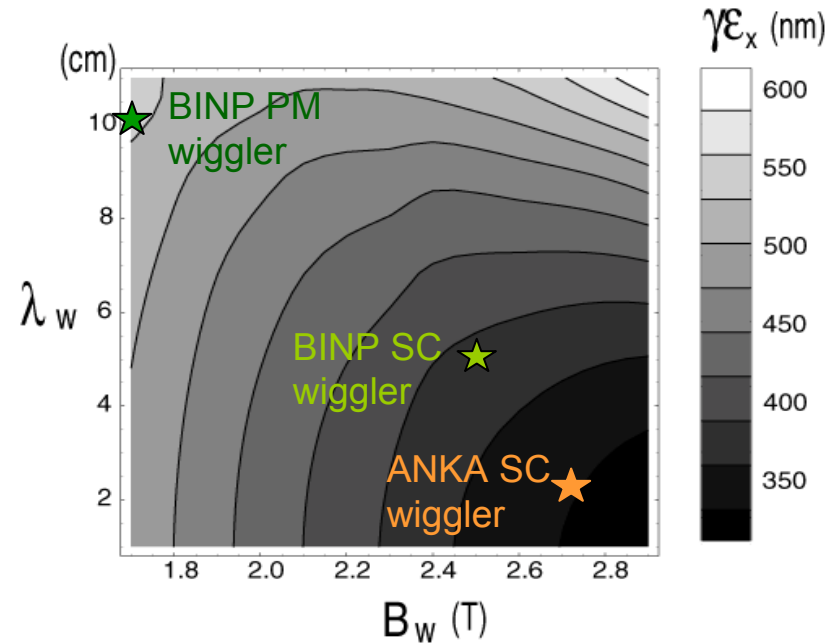 (cm)
γεx (nm)
10
8
6
4
2
λw
BINP PM
wiggler
BINP SC
wiggler
ANKA SC
wiggler
1.8 2.0 2.2 2.4 2.6 2.8
Bw (T)
600
550
500
450
400
350